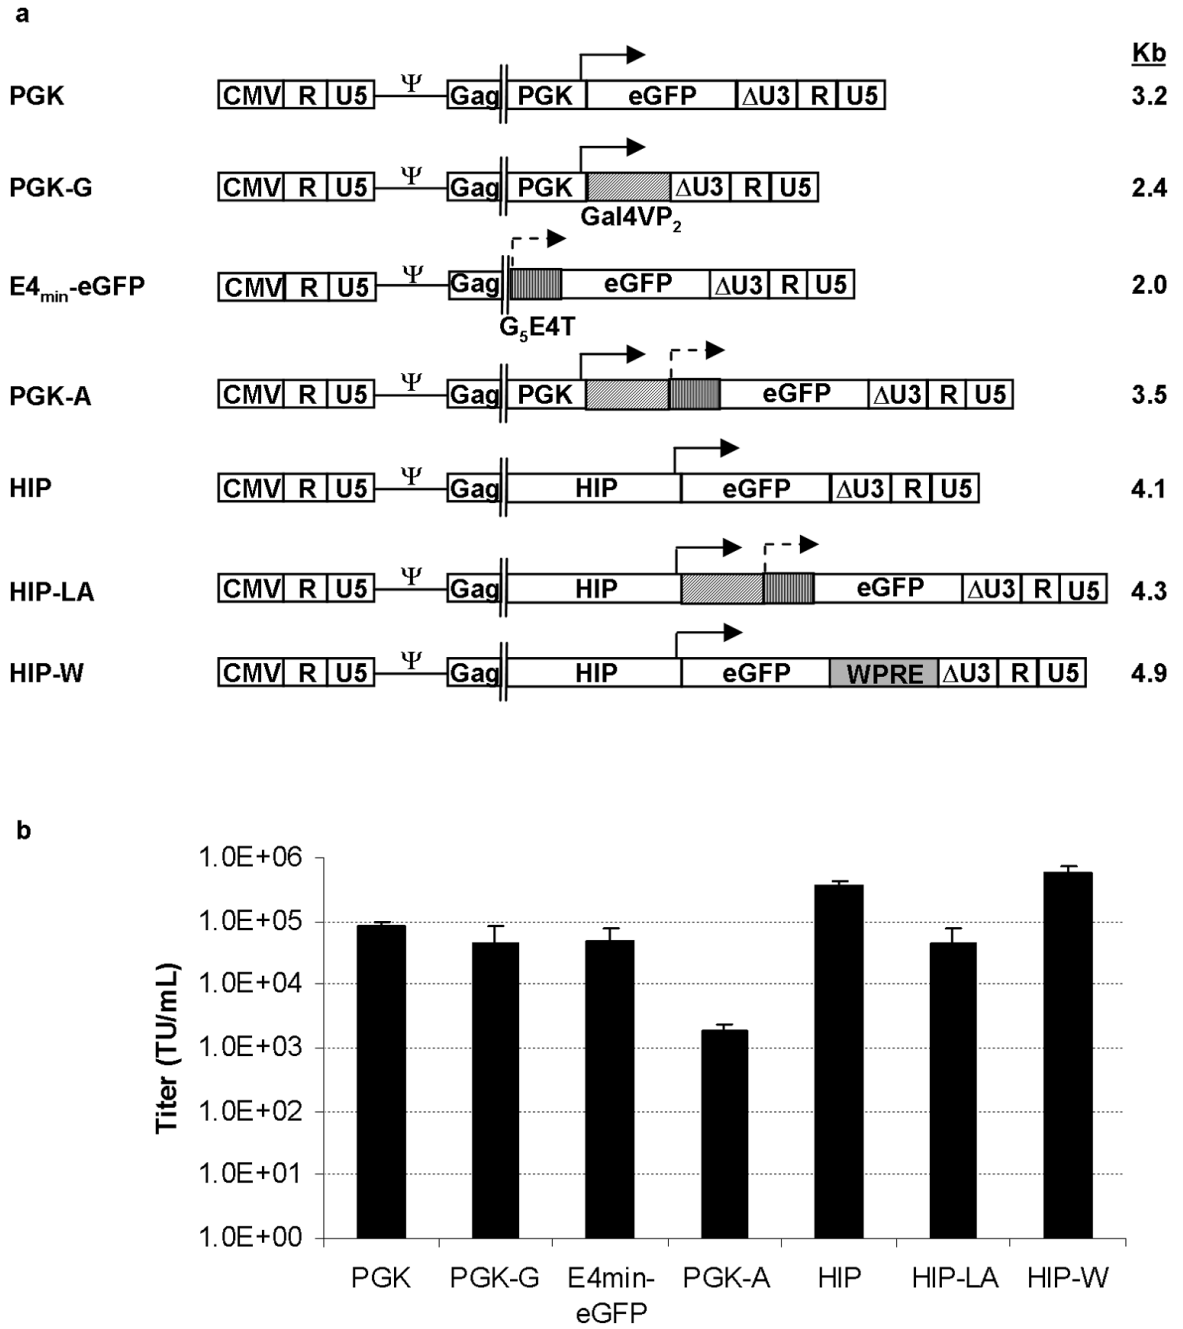 a
Kb
PGK CMV R U5 Ψ Gag PGK eGFP ΔU3 R U5 3.2
PGK-G CMV R U5 Ψ Gag PGK ΔU3 R U5 2.4
Gal4VP2
E4min-eGFP CMV R U5 Ψ Gag eGFP ΔU3 R U5 2.0
G5E4T
PGK-A CMV R U5 Ψ Gag PGK eGFP ΔU3 R U5 3.5
HIP CMV R U5 Ψ Gag HIP eGFP ΔU3 R U5 4.1
HIP-LA CMV R U5 Ψ Gag HIP eGFP ΔU3 R U5 4.3
HIP-W CMV R U5 Ψ Gag HIP eGFP WPRE ΔU3 R U5 4.9
b
Titer (TU/mL)
1.0E+06
1.0E+05
1.0E+04
1.0E+03
1.0E+02
1.0E+01
1.0E+00
PGK PGK-G E4min- PGK-A HIP HIP-LA HIP-W
eGFP